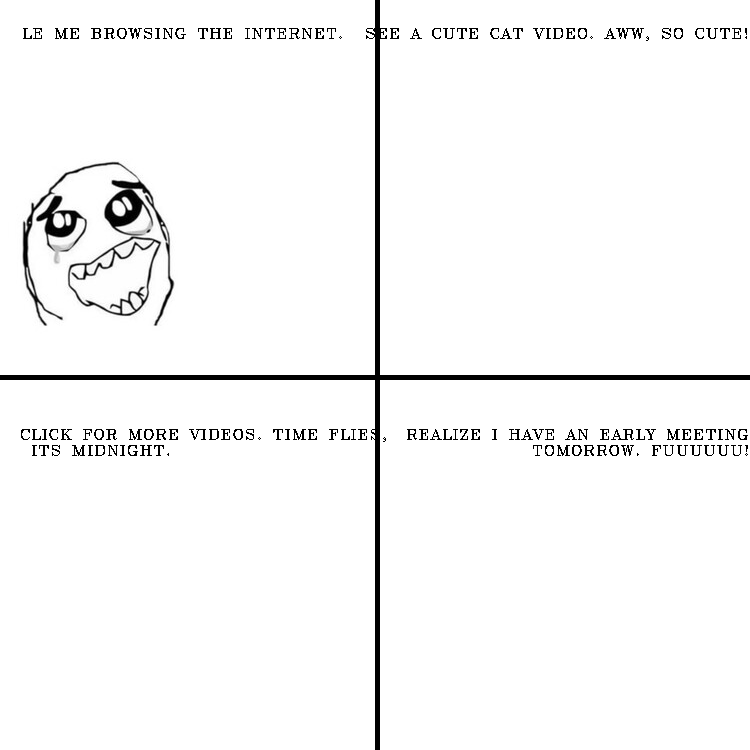 LE ME BROWSING THE INTERNET.
SEE A CUTE CAT VIDEO. AWW, SO CUTE!
CLICK FOR MORE VIDEOS. TIME FLIES,
ITS MIDNIGHT.
REALIZE I HAVE AN EARLY MEETING
TOMORROW. FUUUUUU!